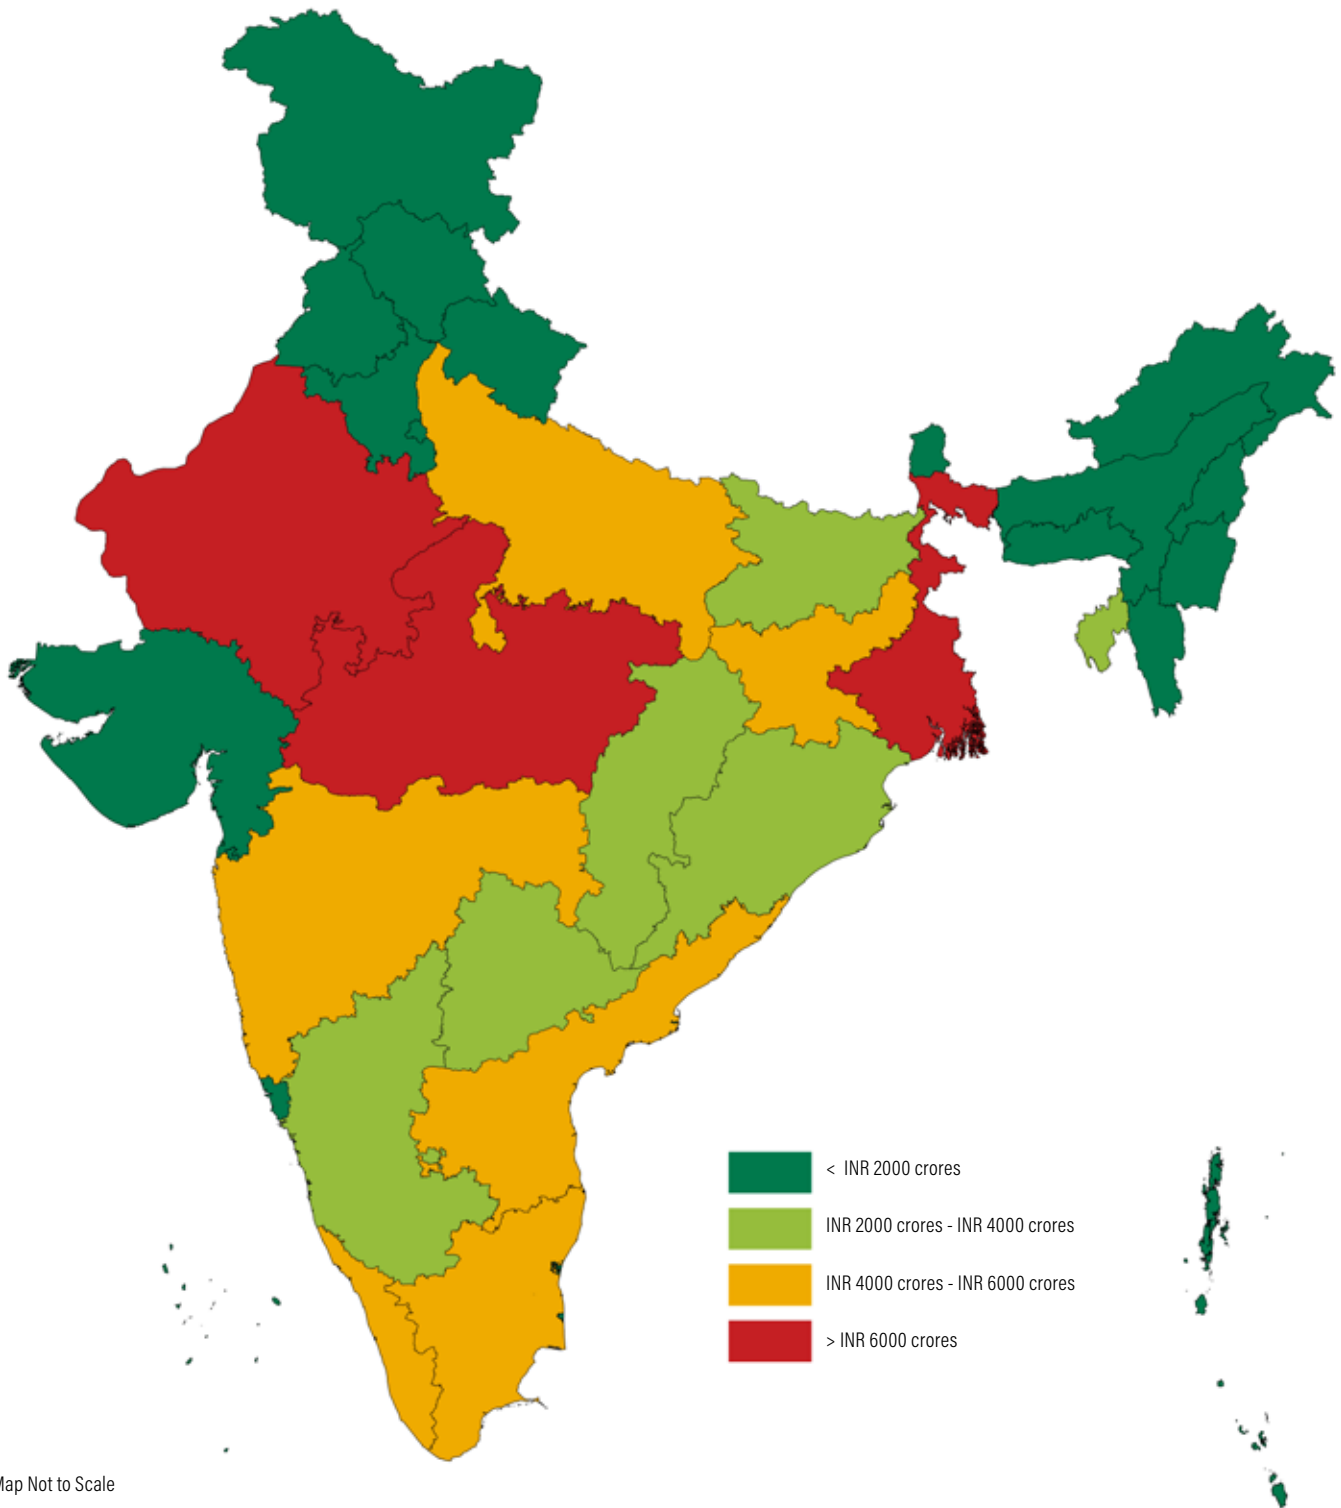 < INR 2000 crores
INR 2000 crores - INR 4000 crores
INR 4000 crores - INR 6000 crores
> INR 6000 crores
Map Not to Scale